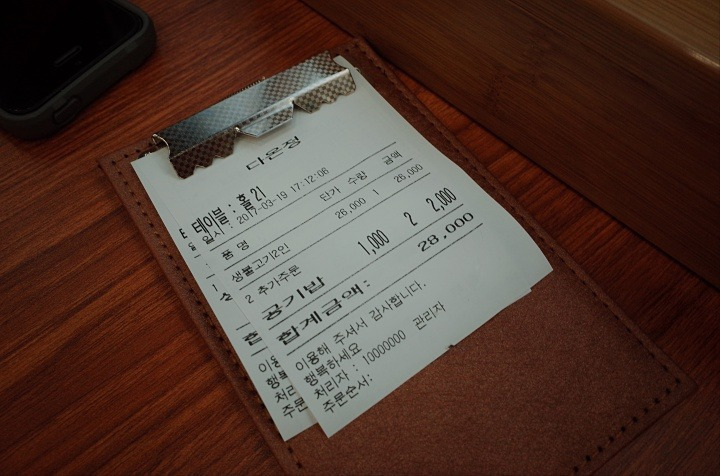 다온정
테이블 : 홀 21
일시 : 2017-03-19 17:12:06
품 명 단가 수량 금액
생불고기2인 26,000 1 26,000
2 추가주문
공기밥 1,000 2 2,000
합계금액: 28,000
이용해 주셔서 감사합니다.
행복하세요
처리자 : 10000000 관리자
주문순서: